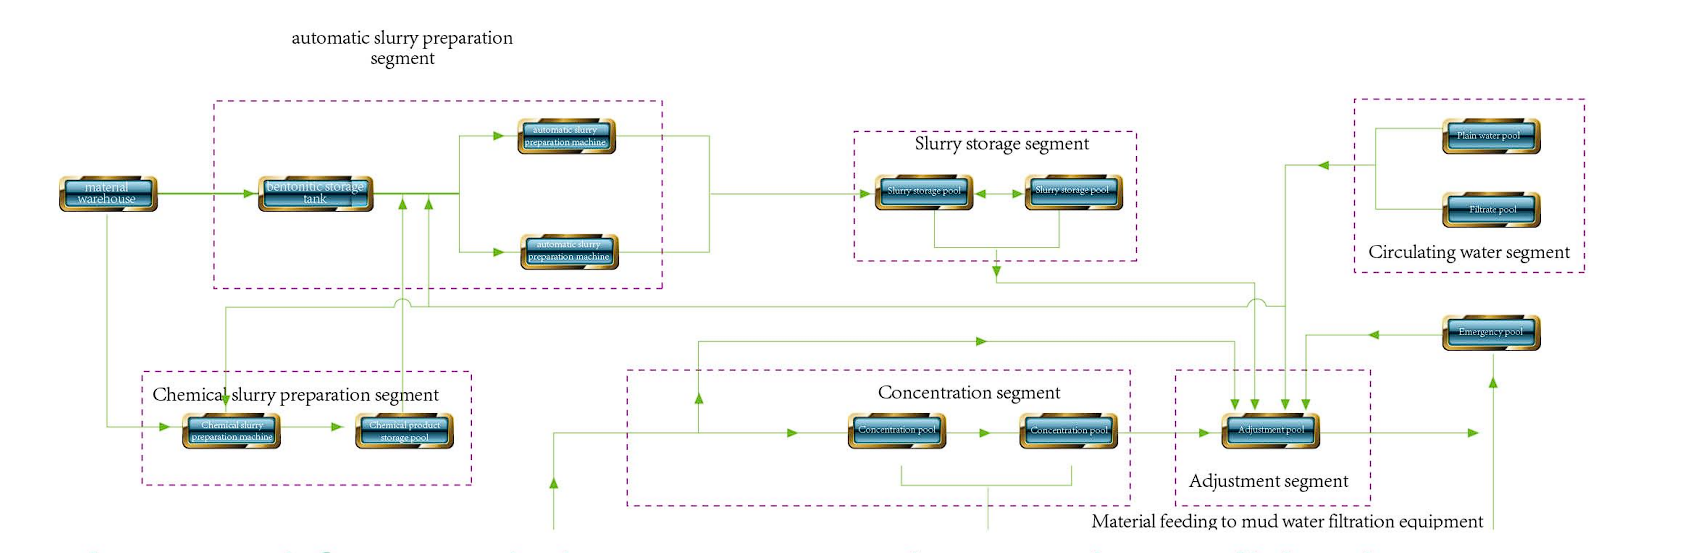 automatic slurry preparation
segment
automatic slurry
preparation machine
Plain water pool
Slurry storage segment
material
warehouse
bentonitic storage
tank
Slurry storage pool
Slurry storage pool
Filtrate pool
automatic slurry
preparation machine
Circulating water segment
Emergency pool
Chemical slurry preparation segment
Concentration segment
Chemical slurry
preparation machine
Chemical product
storage pool
Concentration pool
Concentration pool
Adjustment pool
Adjustment segment
Material feeding to mud water filtration equipment